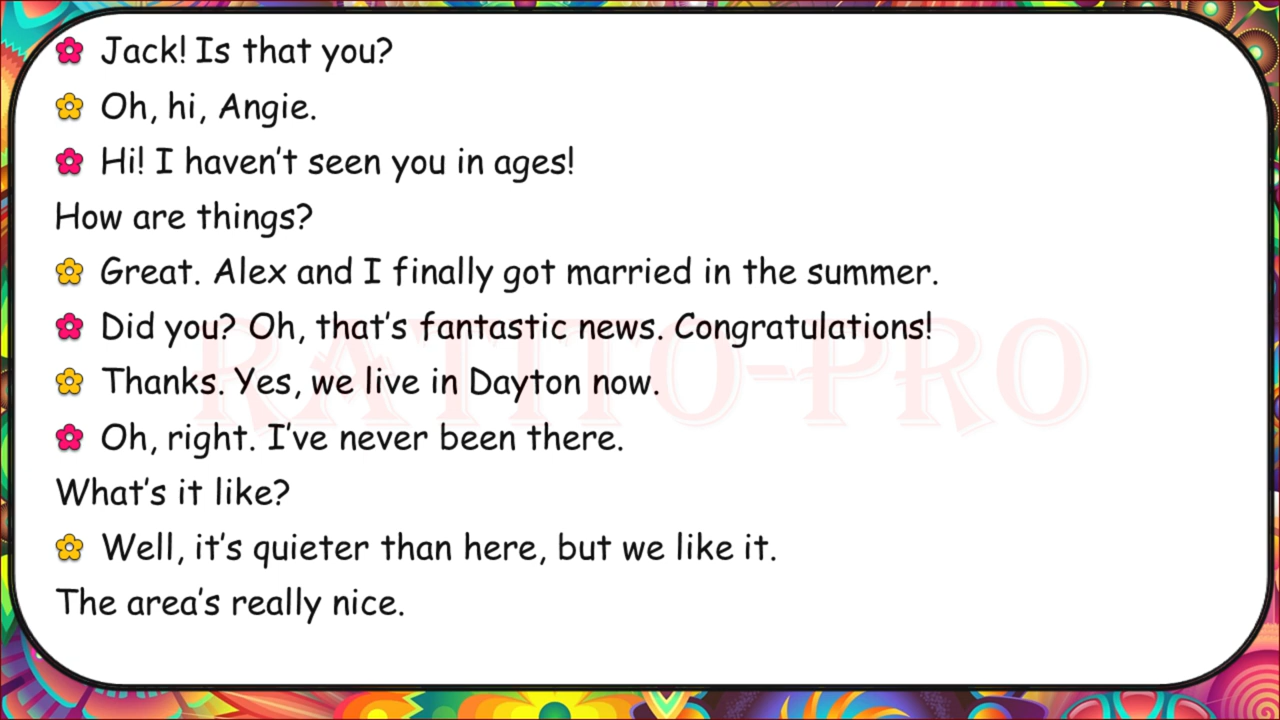 Jack! Is that you?
Oh, hi, Angie.
Hi! I haven't seen you in ages!
How are things?
Great. Alex and I finally got married in the summer.
Did you? Oh, that's fantastic news. Congratulations!
RATITO-PRO
Thanks. Yes, we live in Dayton now.
Oh, right. I've never been there.
What's it like?
Well, it's quieter than here, but we like it.
The area's really nice.